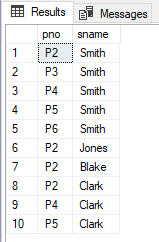 Results Messages
pno sname
1 P2 Smith
2 P3 Smith
3 P4 Smith
4 P5 Smith
5 P6 Smith
6 P2 Jones
7 P2 Blake
8 P2 Clark
9 P4 Clark
10 P5 Clark